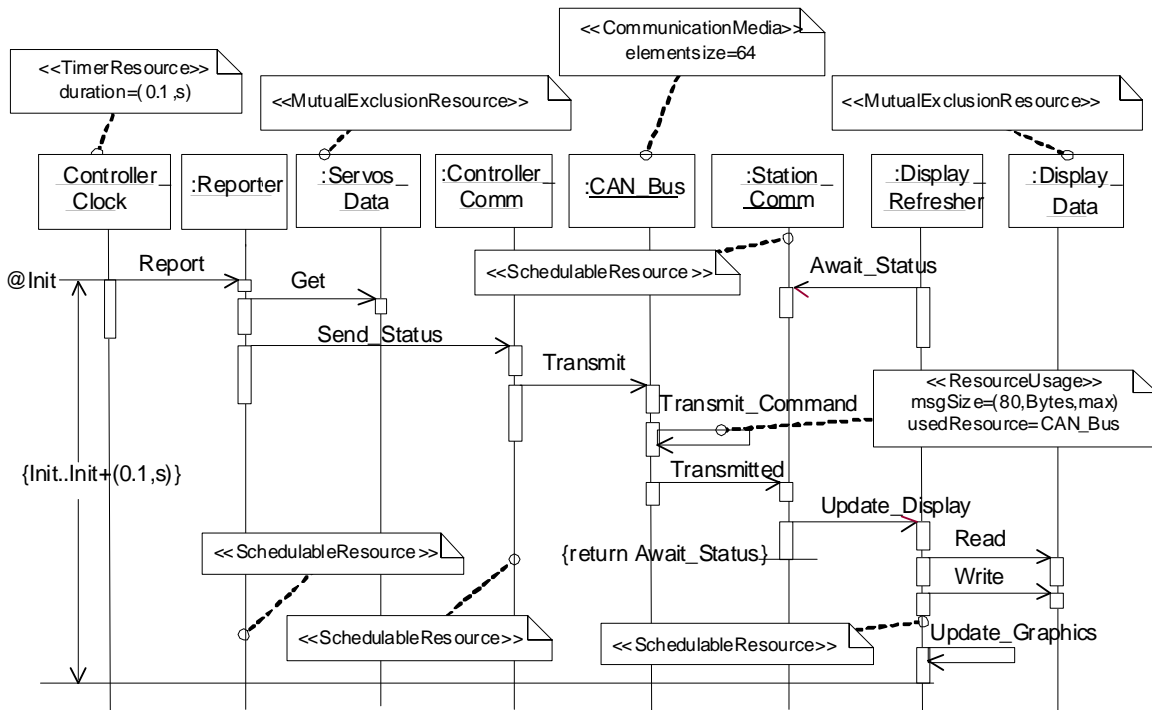 <<CommunicationMedia>>
elementsize=64
<<TimerResource>>
duration=(0.1,s)
<<MutualExclusionResource>>
<<MutualExclusionResource>>
Controller_
Clock
:Reporter
:Servos_
Data
:Controller_
Comm
:CAN_Bus
:Station_
Comm
:Display_
Refresher
:Display_
Data
@Init
Report
<<SchedulableResource>>
Await_Status
Get
Send_Status
Transmit
<<ResourceUsage>>
msgSize=(80,Bytes,max)
usedResource=CAN_Bus
Transmit_Command
{Init..Init+(0.1,s)}
Transmitted
Update_Display
<<SchedulableResource>>
{return Await_Status}
Read
Write
<<SchedulableResource>>
<<SchedulableResource>>
Update_Graphics